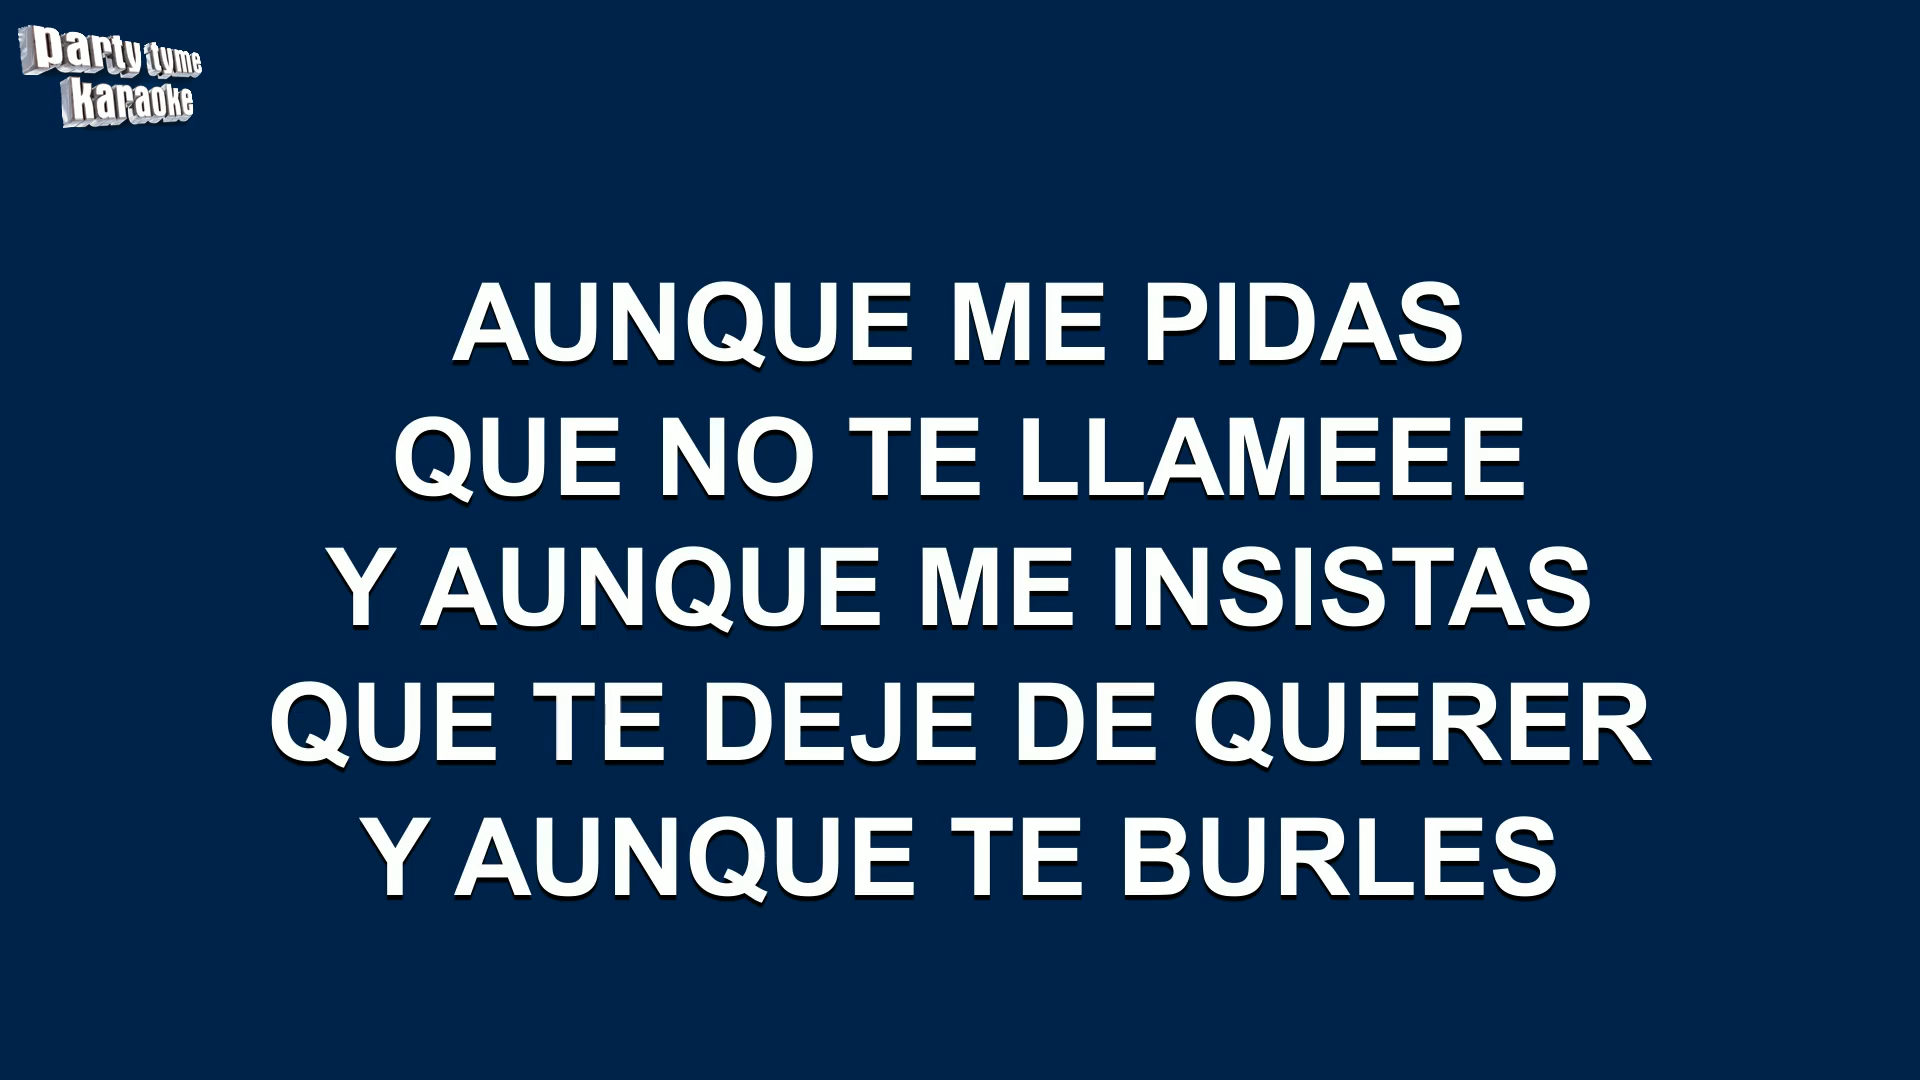 party tyme
karaoke
AUNQUE ME PIDAS
QUE NO TE LLAMEEE
Y AUNQUE ME INSISTAS
QUE TE DEJE DE QUERER
Y AUNQUE TE BURLES